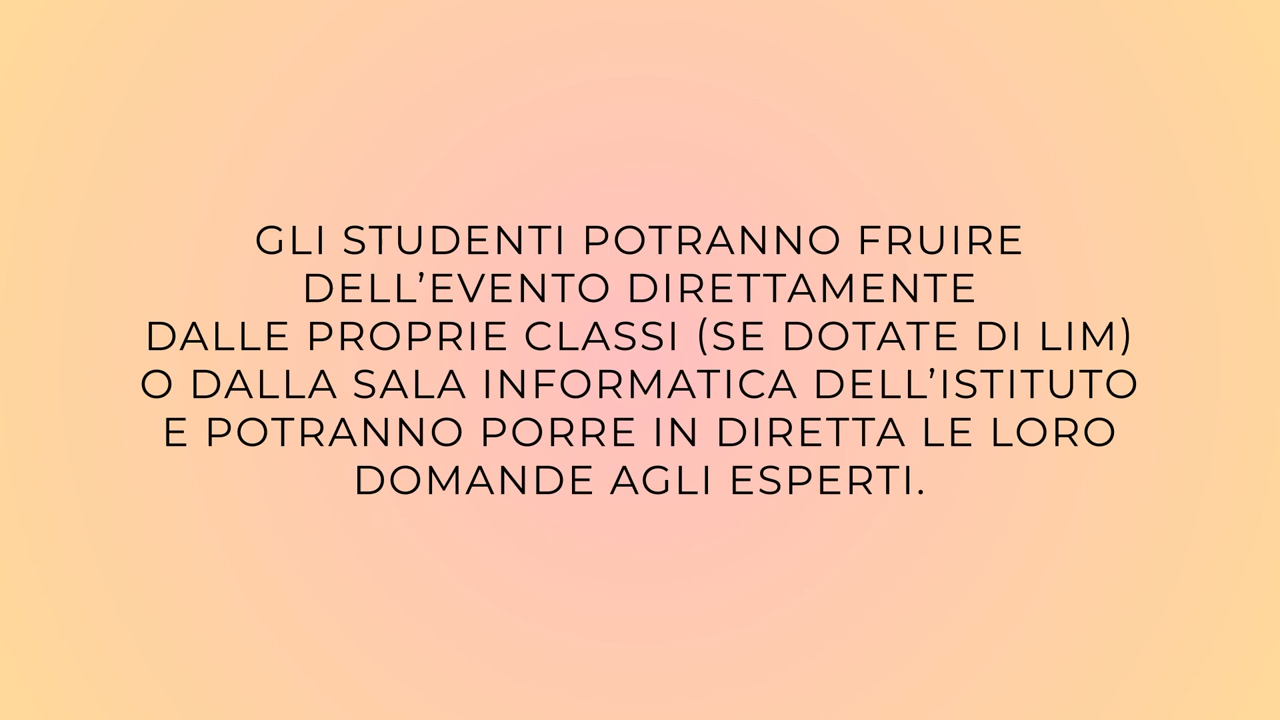 GLI STUDENTI POTRANNO FRUIRE
DELL’EVENTO DIRETTAMENTE
DALLE PROPRIE CLASSI (SE DOTATE DI LIM)
O DALLA SALA INFORMATICA DELL’ISTITUTO
E POTRANNO PORRE IN DIRETTA LE LORO
DOMANDE AGLI ESPERTI.